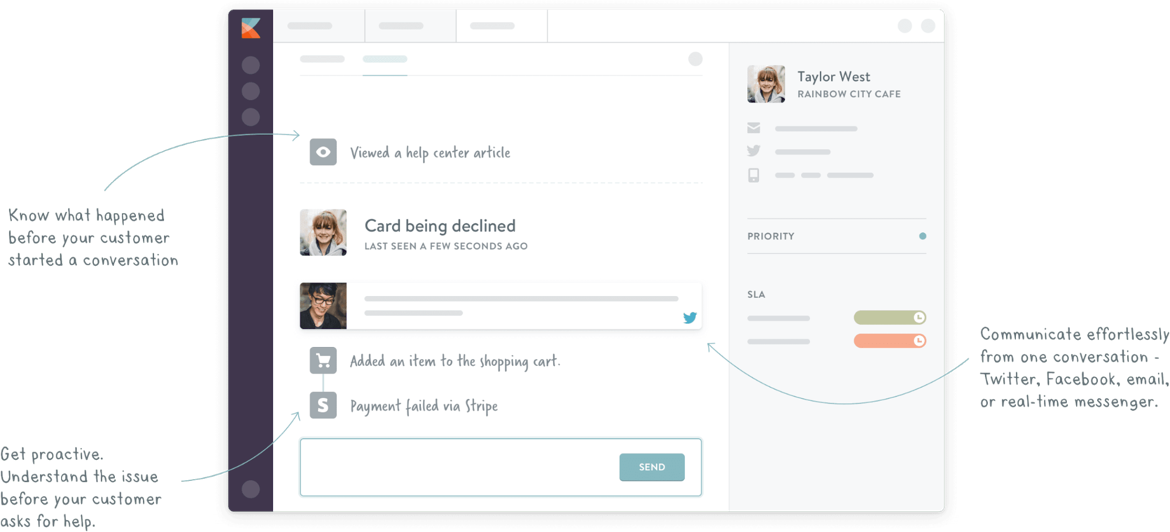 Taylor West
RAINBOW CITY CAFE
Viewed a help center article
Know what happened
before your customer
started a conversation
Card being declined
LAST SEEN A FEW SECONDS AGO
PRIORITY
SLA
Communicate effortlessly
from one conversation -
Twitter, Facebook, email,
or real-time messenger.
Added an item to the shopping cart.
S
Payment failed via Stripe
Get proactive.
Understand the issue
before your customer
asks for help.
SEND